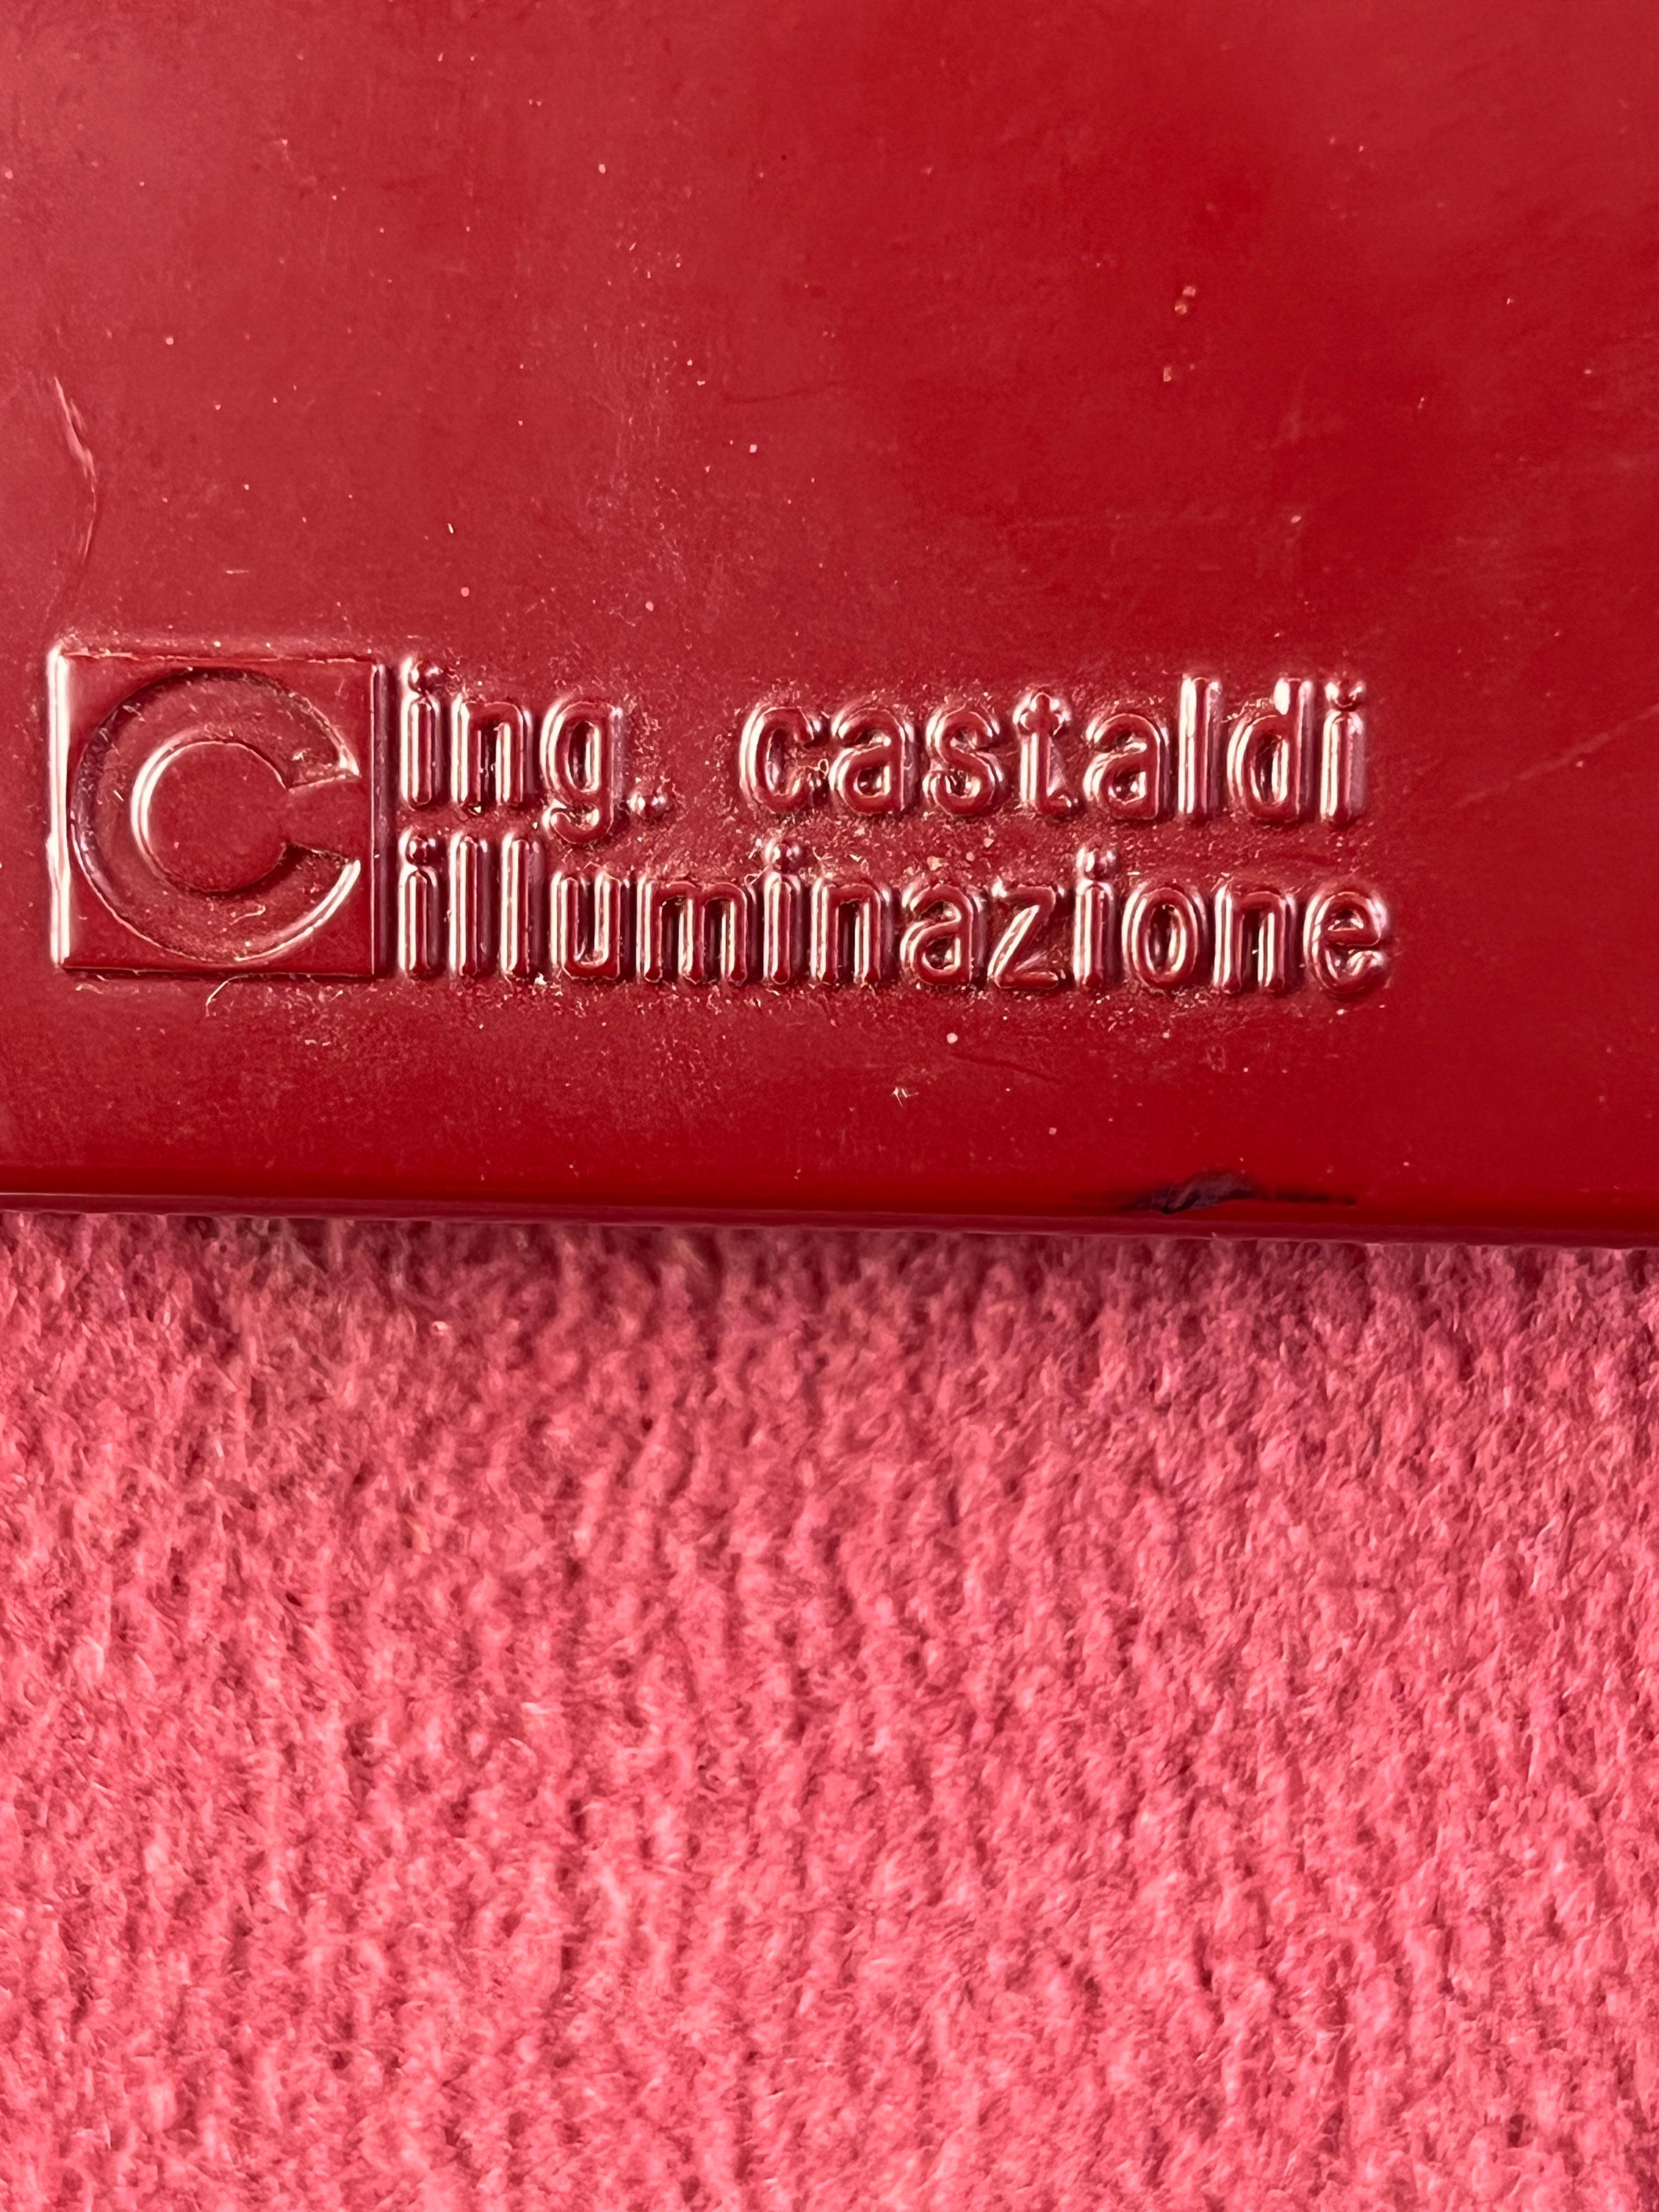 C
ing. castaldi
illuminazione